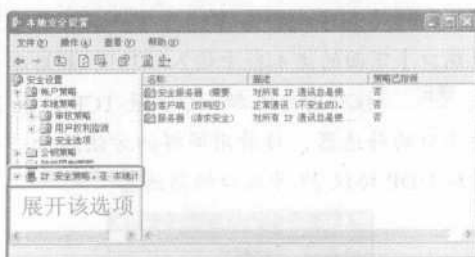 本地安全设置
文件(F) 操作(A) 查看(V) 帮助(H)
安全设置
帐户策略
本地策略
审核策略
用户权利指派
安全选项
公钥策略
IP 安全策略,在 本地计
展开该选项
名称 描述 策略已指派
安全服务器 (需要 对所有 IP 通讯总是使... 否
客户端 (仅响应) 正常通讯 (不安全的)。 否
服务器 (请求安全) 对所有 IP 通讯总是使... 否